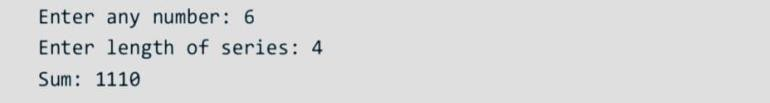 Enter any number: 6
Enter length of series: 4
Sum: 1110